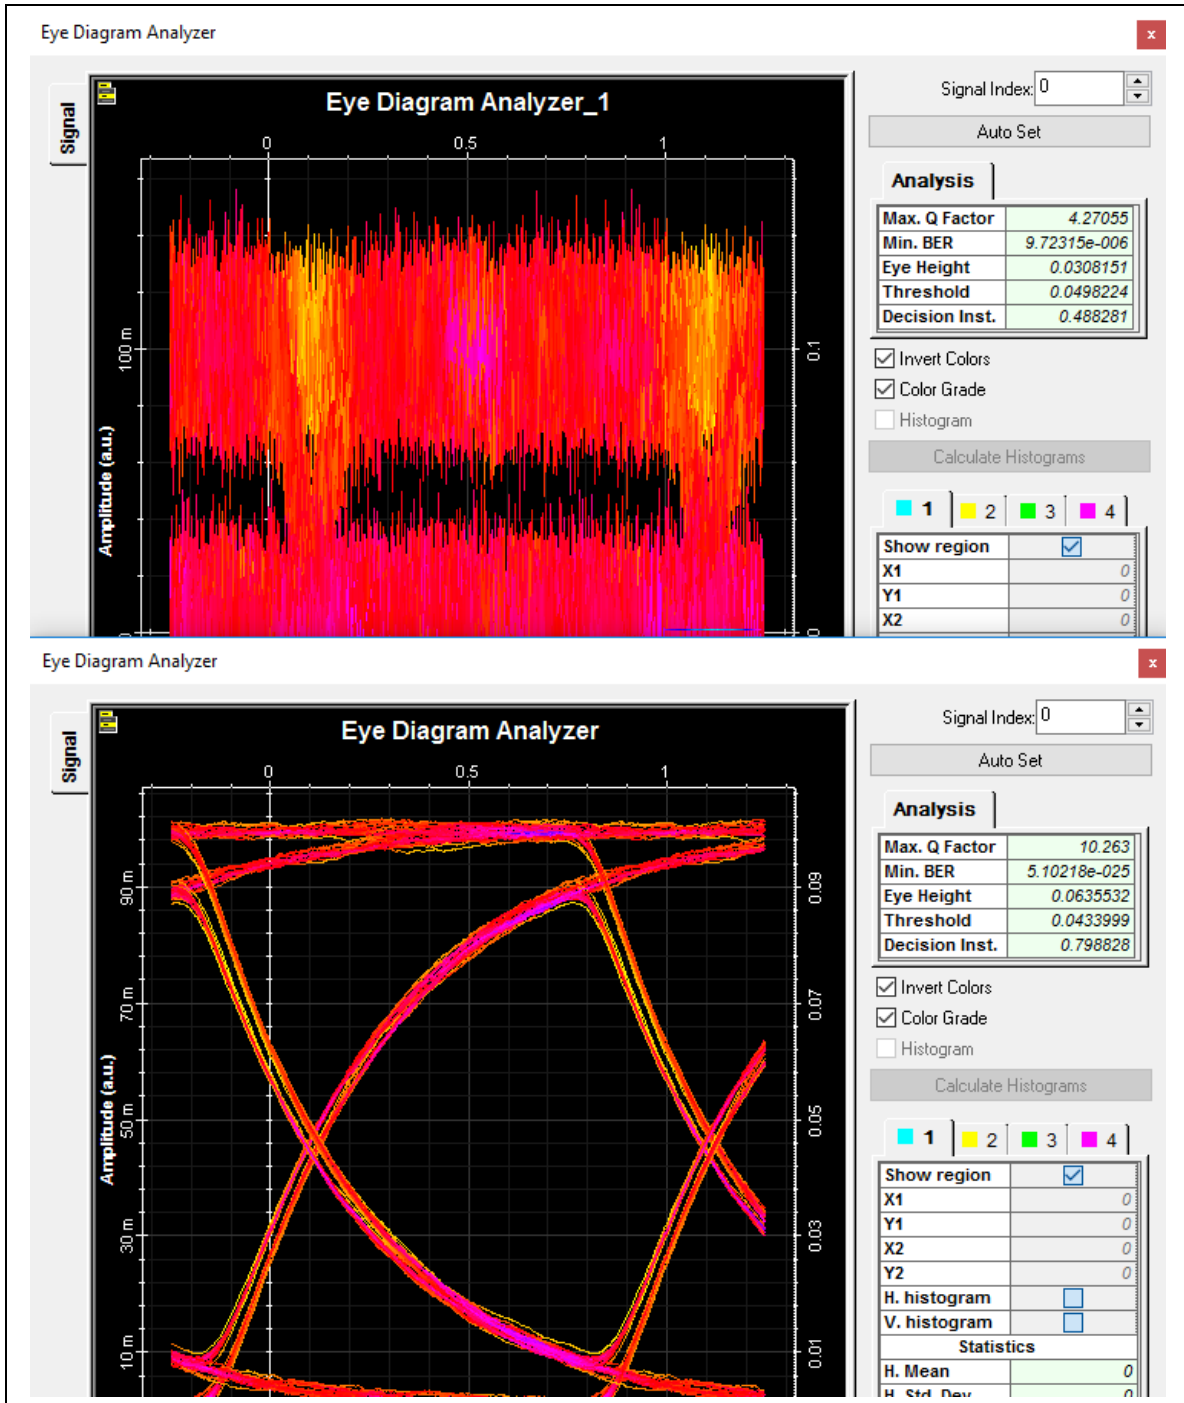 Eye Diagram Analyzer
x
Signal
Eye Diagram Analyzer_1
Signal Index: 0
Auto Set
0 0.5 1
Analysis
Max. Q Factor 4.27055
Min. BER 9.72315e-006
Eye Height 0.0308151
Threshold 0.0498224
Decision Inst. 0.488281
100 m
0.1
Invert Colors
Color Grade
Histogram
Calculate Histograms
Amplitude (a.u.)
1 2 3 4
Show region
X1 0
Y1 0
X2 0
0 0
Eye Diagram Analyzer
x
Signal
Eye Diagram Analyzer
Signal Index: 0
Auto Set
0 0.5 1
Analysis
Max. Q Factor 10.263
Min. BER 5.10218e-025
Eye Height 0.0635532
Threshold 0.0433999
Decision Inst. 0.798828
90 m 0.09
Invert Colors
Color Grade
Histogram
Calculate Histograms
70 m 0.07
Amplitude (a.u.)
50 m 0.05
1 2 3 4
Show region
X1 0
Y1 0
X2 0
Y2 0
30 m 0.03
H. histogram
V. histogram
Statistics
10 m 0.01
H. Mean 0
H. Std. Dev 0